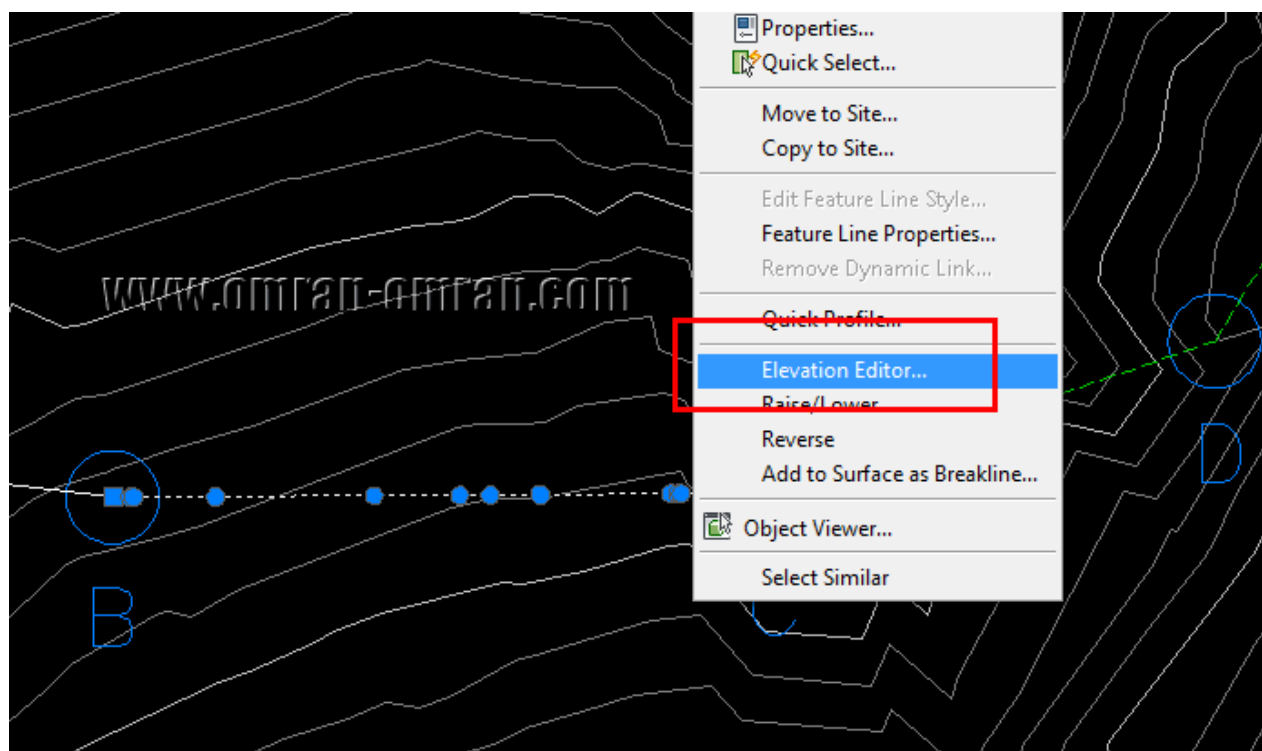 Properties...
Quick Select...
Move to Site...
Copy to Site...
Edit Feature Line Style...
Feature Line Properties...
Remove Dynamic Link...
www.omran-omran.com
Quick Profile...
Elevation Editor...
Raise/Lower
Reverse
Add to Surface as Breakline...
Object Viewer...
Select Similar
B
C
D